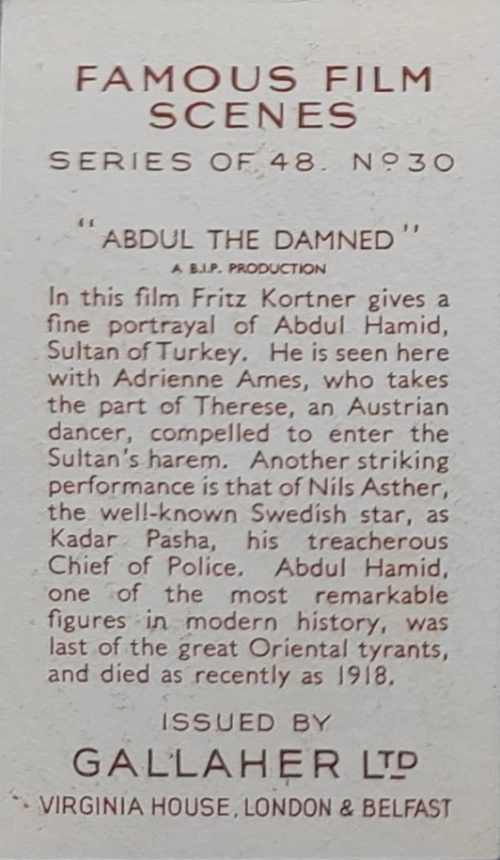 FAMOUS FILM
SCENES
SERIES OF 48. Nº 30
"ABDUL THE DAMNED"
A B.I.P. PRODUCTION
In this film Fritz Kortner gives a
fine portrayal of Abdul Hamid,
Sultan of Turkey. He is seen here
with Adrienne Ames, who takes
the part of Therese, an Austrian
dancer, compelled to enter the
Sultan's harem. Another striking
performance is that of Nils Asther,
the well-known Swedish star, as
Kadar Pasha, his treacherous
Chief of Police. Abdul Hamid,
one of the most remarkable
figures in modern history, was
last of the great Oriental tyrants,
and died as recently as 1918.
ISSUED BY
GALLAHER LTD
VIRGINIA HOUSE, LONDON & BELFAST